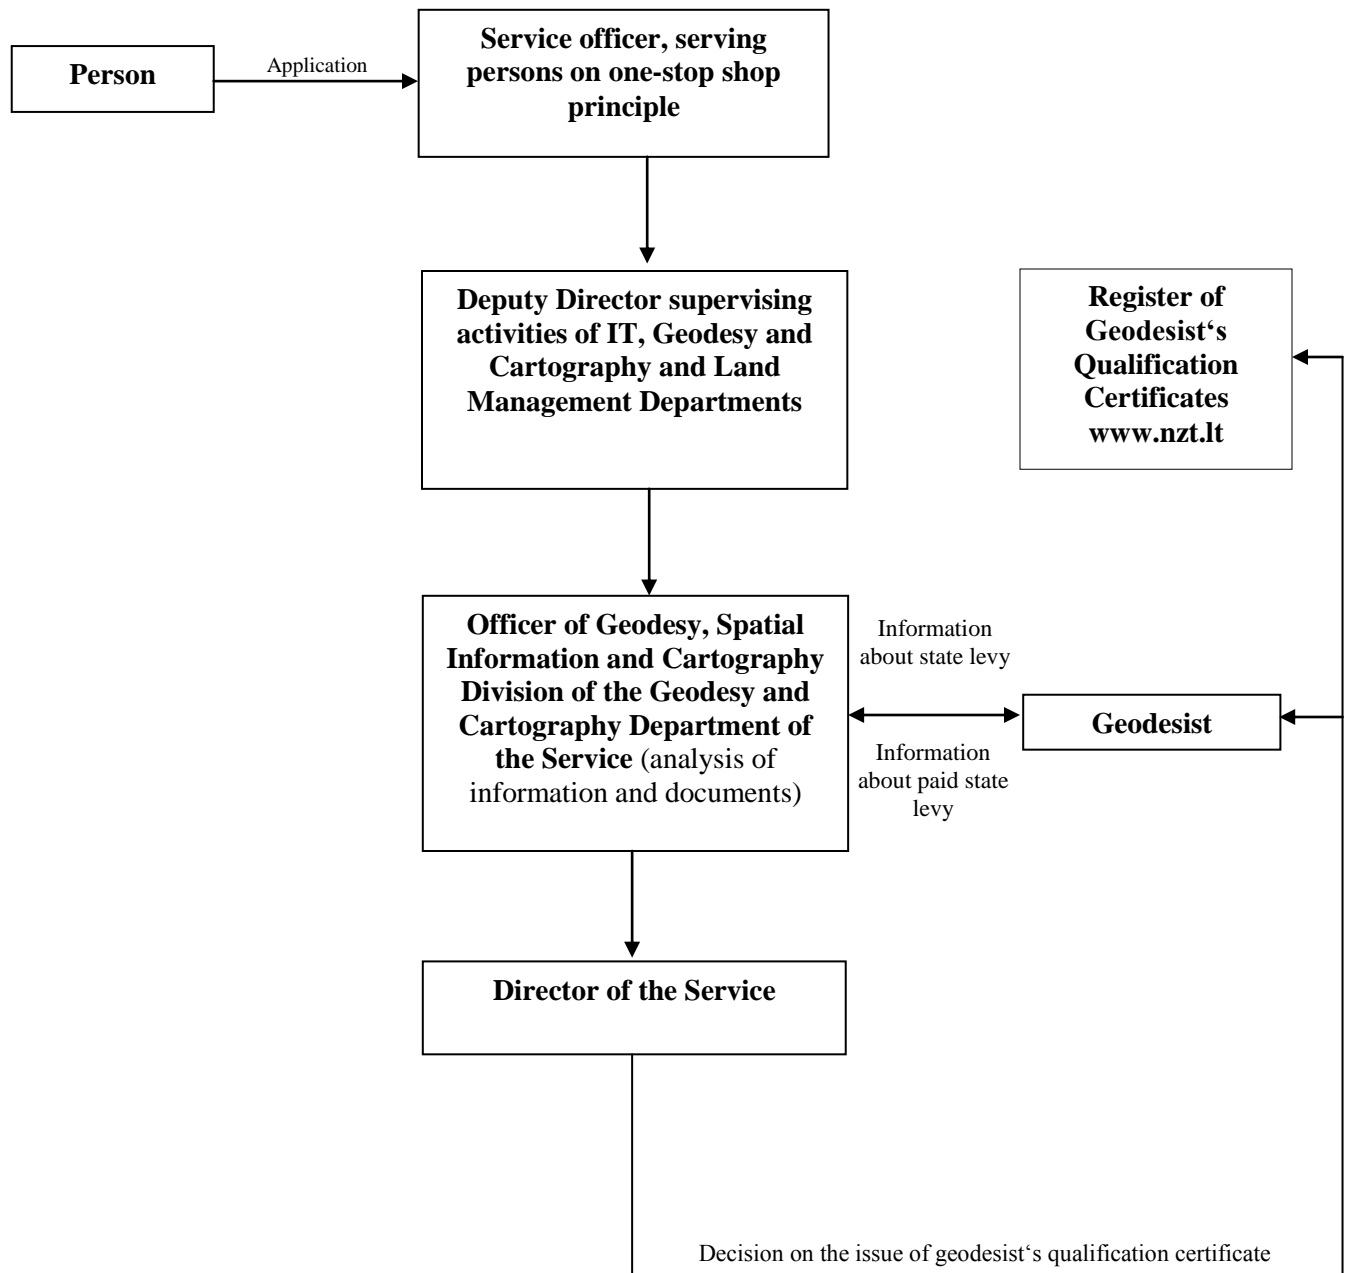 Person
Application
Service officer, serving
persons on one-stop shop
principle
Deputy Director supervising
activities of IT, Geodesy and
Cartography and Land
Management Departments
Register of
Geodesist‘s
Qualification
Certificates
www.nzt.lt
Officer of Geodesy, Spatial
Information and Cartography
Division of the Geodesy and
Cartography Department of
the Service (analysis of
information and documents)
Information
about state levy
Information
about paid state
levy
Geodesist
Director of the Service
Decision on the issue of geodesist‘s qualification certificate